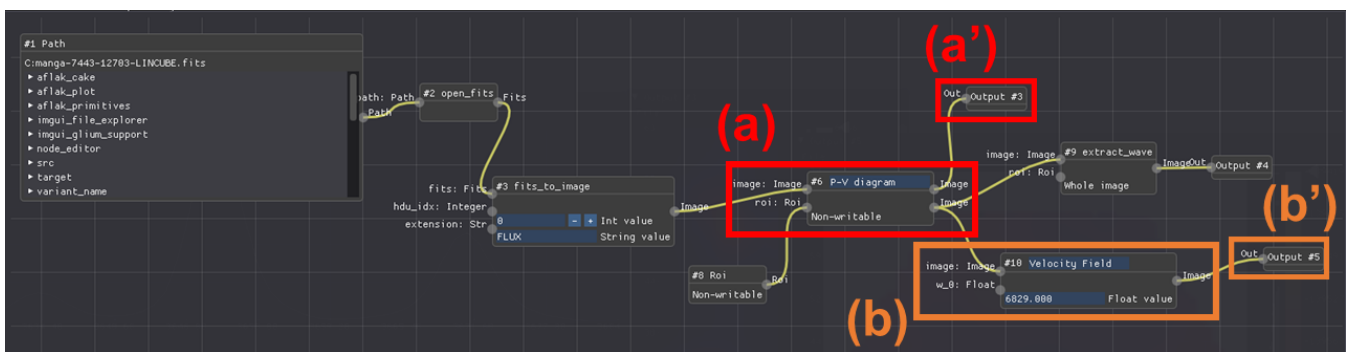 #1 Path
C:manga-7443-12703-LINCUBE.fits
▸ aflak_cake
▸ aflak_plot
▸ aflak_primitives
▸ imgui_file_explorer
▸ imgui_glium_support
▸ node_editor
▸ src
▸ target
▸ variant_name
Path
path: Path
#2 open_fits
Fits
fits: Fits
#3 fits_to_image
hdu_idx: Integer
0 - + Int value
extension: Str
FLUX String value
Image
#8 Roi
Roi
Non-writable
(a)
image: Image
#6 P-V diagram
Image
roi: Roi
Image
Non-writable
(a')
Out
Output #3
image: Image
#9 extract_wave
roi: Roi
Whole image
Image
Out
Output #4
(b)
image: Image
#10 Velocity Field
w_0: Float
6829.000 Float value
Image
(b')
Out
Output #5